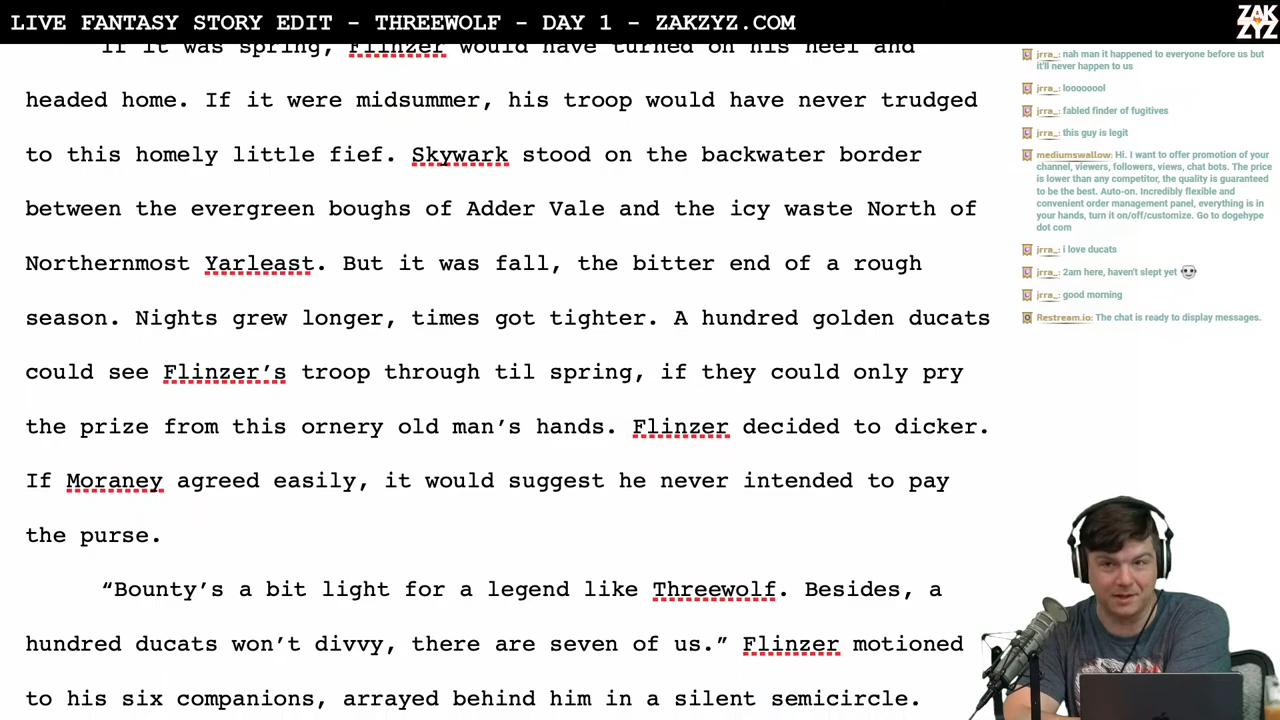 LIVE FANTASY STORY EDIT - THREEWOLF - DAY 1 - ZAKZYZ.COM
ZAK
ZYZ
If it was spring, Flinzer would have turned on his heel and
headed home. If it were midsummer, his troop would have never trudged
to this homely little fief. Skywark stood on the backwater border
between the evergreen boughs of Adder Vale and the icy waste North of
Northernmost Yarleast. But it was fall, the bitter end of a rough
season. Nights grew longer, times got tighter. A hundred golden ducats
could see Flinzer’s troop through til spring, if they could only pry
the prize from this ornery old man’s hands. Flinzer decided to dicker.
If Moraney agreed easily, it would suggest he never intended to pay
the purse.
“Bounty’s a bit light for a legend like Threewolf. Besides, a
hundred ducats won’t divvy, there are seven of us.” Flinzer motioned
to his six companions, arrayed behind him in a silent semicircle.
jrra_: nah man it happened to everyone before us but
it'll never happen to us
jrra_: loooooool
jrra_: fabled finder of fugitives
jrra_: this guy is legit
mediumswallow: Hi. I want to offer promotion of your
channel, viewers, followers, views, chat bots. The price
is lower than any competitor, the quality is guaranteed
to be the best. Auto-on. Incredibly flexible and
convenient order management panel, everything is in
your hands, turn it on/off/customize. Go to dogehype
dot com
jrra_: i love ducats
jrra_: 2am here, haven't slept yet
jrra_: good morning
Restream.io: The chat is ready to display messages.